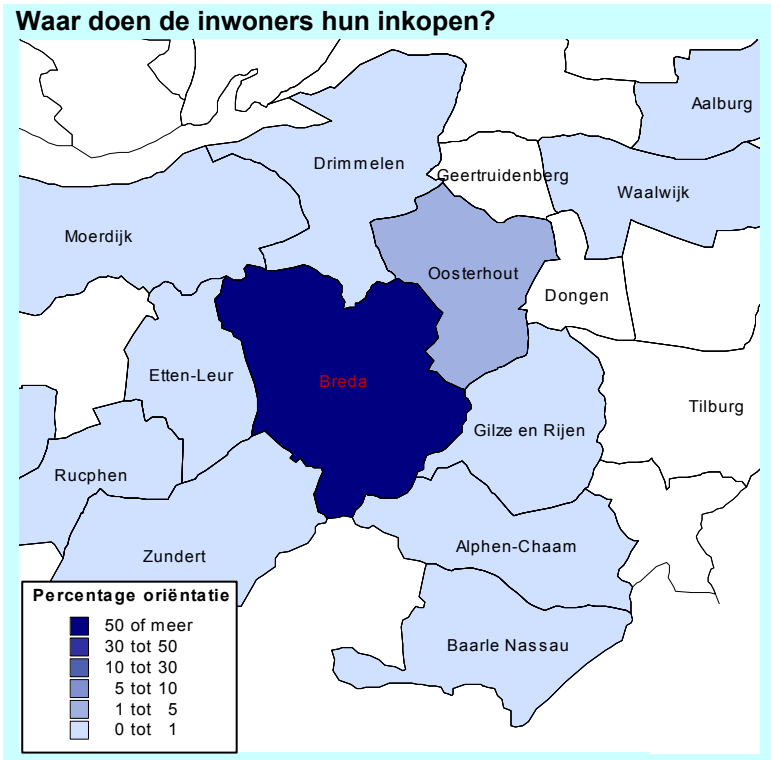 Waar doen de inwoners hun inkopen?
Aalburg
Drimmelen
Geertruidenberg
Waalwijk
Moerdijk
Oosterhout
Dongen
Etten-Leur
Breda
Tilburg
Gilze en Rijen
Rucphen
Zundert
Alphen-Chaam
Baarle Nassau
Percentage oriëntatie
50 of meer
30 tot 50
10 tot 30
5 tot 10
1 tot 5
0 tot 1